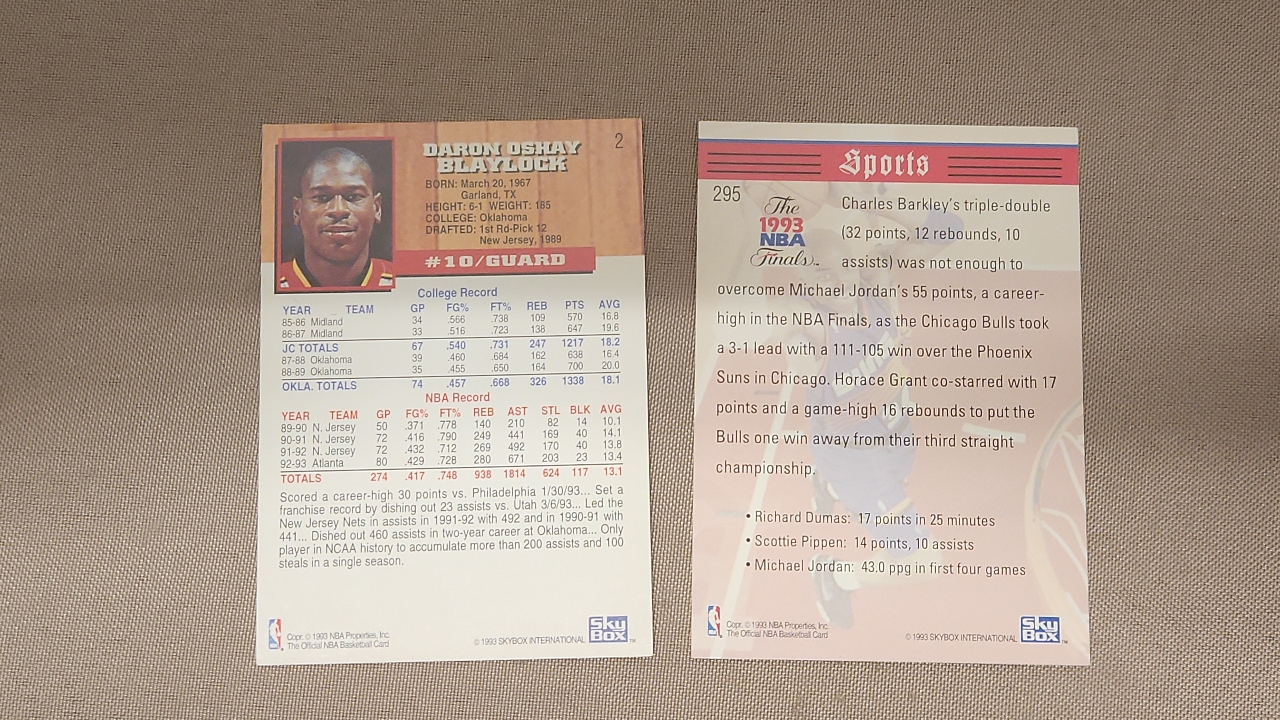 2
DARON OSHAY
BLAYLOCK
BORN: March 20, 1967
Garland, TX
HEIGHT: 6-1 WEIGHT: 185
COLLEGE: Oklahoma
DRAFTED: 1st Rd-Pick 12
New Jersey, 1989
#10/GUARD
College Record
YEAR TEAM GP FG% FT% REB PTS AVG
85-86 Midland 34 .566 .738 109 570 16.8
86-87 Midland 33 .516 .723 138 647 19.6
JC TOTALS 67 .540 .731 247 1217 18.2
87-88 Oklahoma 39 .460 .684 162 638 16.4
88-89 Oklahoma 35 .455 .650 164 700 20.0
OKLA. TOTALS 74 .457 .668 326 1338 18.1
NBA Record
YEAR TEAM GP FG% FT% REB AST STL BLK AVG
89-90 N. Jersey 50 .371 .778 140 210 82 14 10.1
90-91 N. Jersey 72 .416 .790 249 441 169 40 14.1
91-92 N. Jersey 72 .432 .712 269 492 170 40 13.8
92-93 Atlanta 80 .429 .728 280 671 203 23 13.4
TOTALS 274 .417 .748 938 1814 624 117 13.1
Scored a career-high 30 points vs. Philadelphia 1/30/93... Set a
franchise record by dishing out 23 assists vs. Utah 3/6/93... Led the
New Jersey Nets in assists in 1991-92 with 492 and in 1990-91 with
441... Dished out 460 assists in two-year career at Oklahoma... Only
player in NCAA history to accumulate more than 200 assists and 100
steals in a single season.
Copr. © 1993 NBA Properties, Inc.
The Official NBA Basketball Card
© 1993 SKYBOX INTERNATIONAL
SkyBox™
Sports
295
The
1993
NBA
Finals™
Charles Barkley's triple-double
(32 points, 12 rebounds, 10
assists) was not enough to
overcome Michael Jordan's 55 points, a career-
high in the NBA Finals, as the Chicago Bulls took
a 3-1 lead with a 111-105 win over the Phoenix
Suns in Chicago. Horace Grant co-starred with 17
points and a game-high 16 rebounds to put the
Bulls one win away from their third straight
championship.
• Richard Dumas: 17 points in 25 minutes
• Scottie Pippen: 14 points, 10 assists
• Michael Jordan: 43.0 ppg in first four games
Copr. © 1993 NBA Properties, Inc.
The Official NBA Basketball Card
© 1993 SKYBOX INTERNATIONAL
SkyBox™